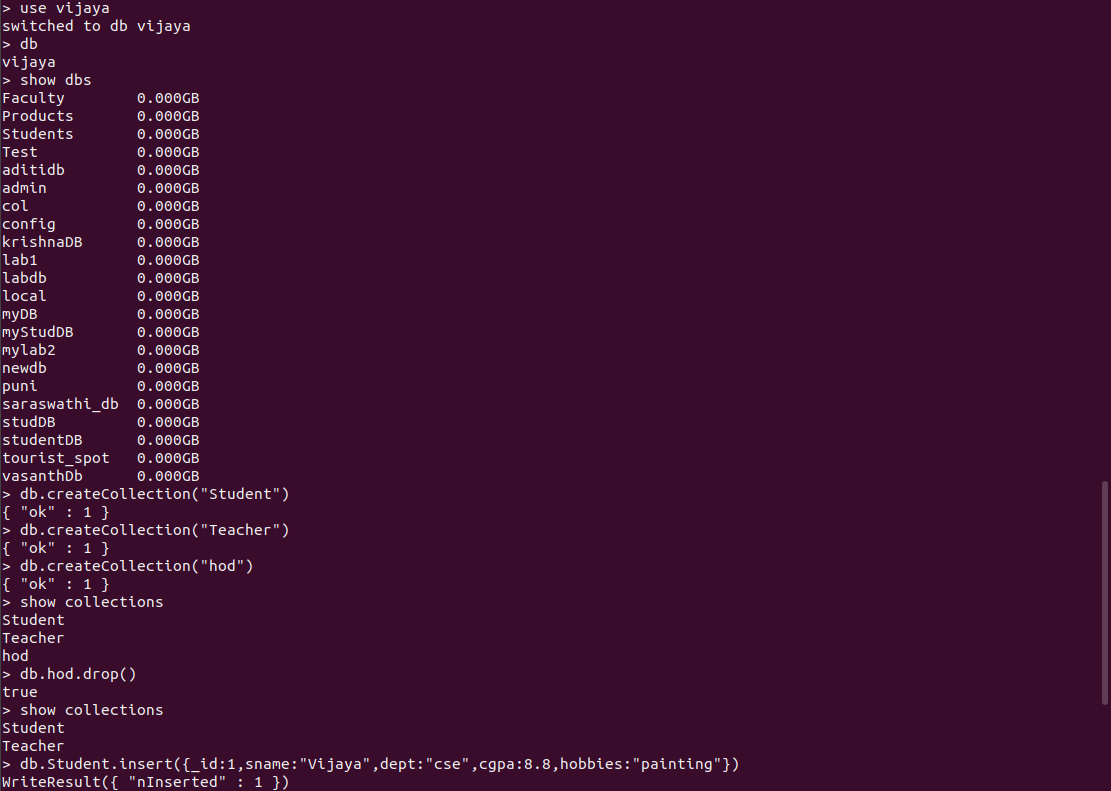 > use vijaya
switched to db vijaya
> db
vijaya
> show dbs
Faculty        0.000GB
Products       0.000GB
Students       0.000GB
Test           0.000GB
aditidb        0.000GB
admin          0.000GB
col            0.000GB
config         0.000GB
krishnaDB      0.000GB
lab1           0.000GB
labdb          0.000GB
local          0.000GB
myDB           0.000GB
myStudDB       0.000GB
mylab2         0.000GB
newdb          0.000GB
puni           0.000GB
saraswathi_db  0.000GB
studDB         0.000GB
studentDB      0.000GB
tourist_spot   0.000GB
vasanthDb      0.000GB
> db.createCollection("Student")
{ "ok" : 1 }
> db.createCollection("Teacher")
{ "ok" : 1 }
> db.createCollection("hod")
{ "ok" : 1 }
> show collections
Student
Teacher
hod
> db.hod.drop()
true
> show collections
Student
Teacher
> db.Student.insert({_id:1,sname:"Vijaya",dept:"cse",cgpa:8.8,hobbies:"painting"})
WriteResult({ "nInserted" : 1 })